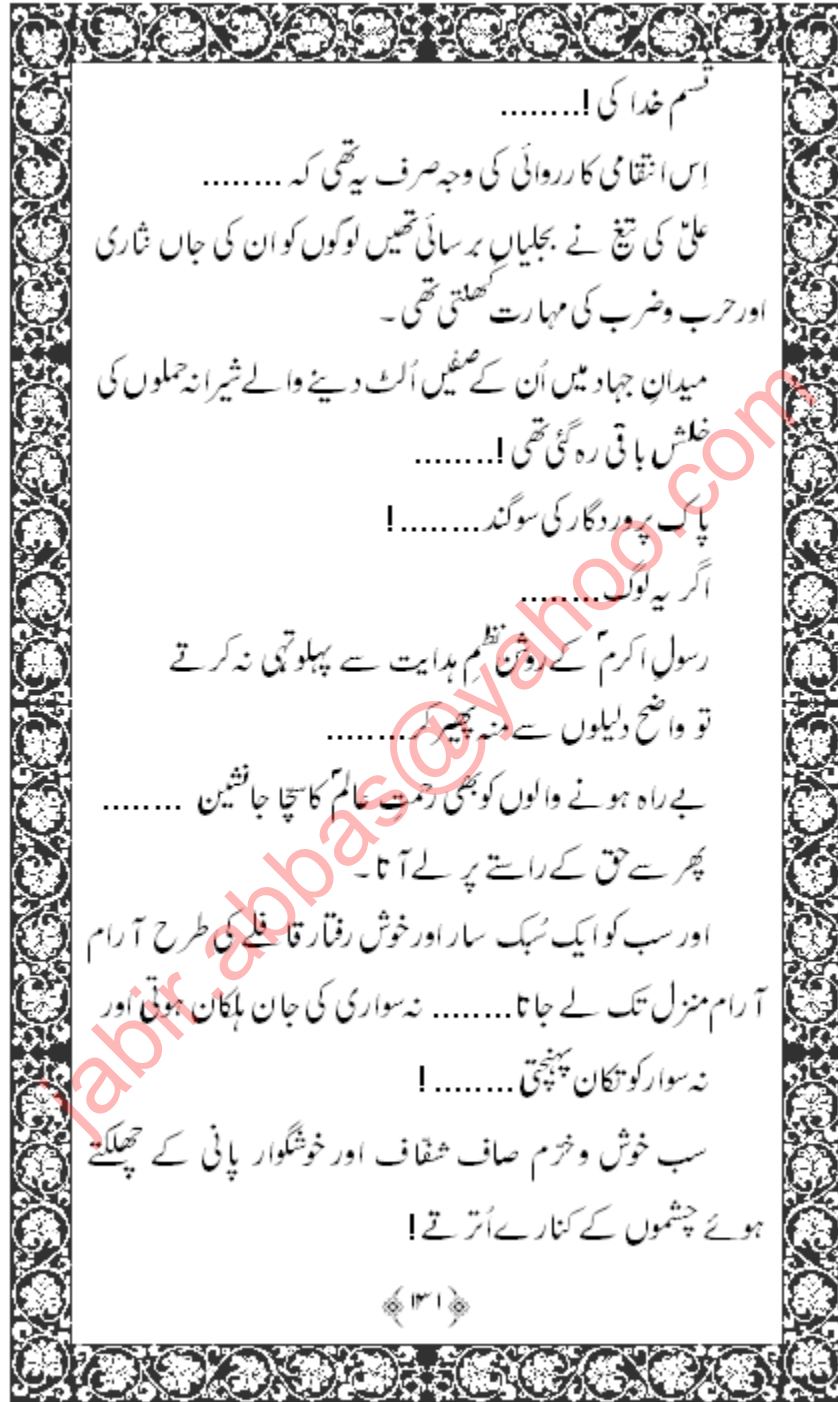 قسم خدا کی !........
اِس انتقامی کارروائی کی وجہ صرف یہ تھی کہ ........
علیؑ کی تیغ نے بجلیاں برسائی تھیں لوگوں کو ان کی جاں نثاری
اور حرب و ضرب کی مہارت کُھلتی تھی ۔
میدانِ جہاد میں اُن کے صفیں اُلٹ دینے والے شیرانہ حملوں کی
خلش باقی رہ گئی تھی !........
پاک پروردگار کی سوگند........ !
اگر یہ لوگ........
رسولِ اکرم ؐ کے روشن نظمِ ہدایت سے پہلو تہی نہ کرتے
تو واضح دلیلوں سے منہ پھیر کر........
بے راہ ہونے والوں کو بھی رحمتِ عالمؐ کا سچّا جانشین ........
پھر سے حق کے راستے پر لے آتا۔
اور سب کو ایک سُبک سار اور خوش رفتار قافلے کی طرح آرام
آرام منزل تک لے جاتا........ نہ سواری کی جان ہلکان ہوتی اور
نہ سوار کو تکان پہنچتی ........ !
سب خوش و خرّم صاف شفّاف اور خوشگوار پانی کے چھلکتے
ہوئے چشموں کے کنارے اُترتے !
﴿۱۳۱﴾
jabir.abbas@yahoo.com